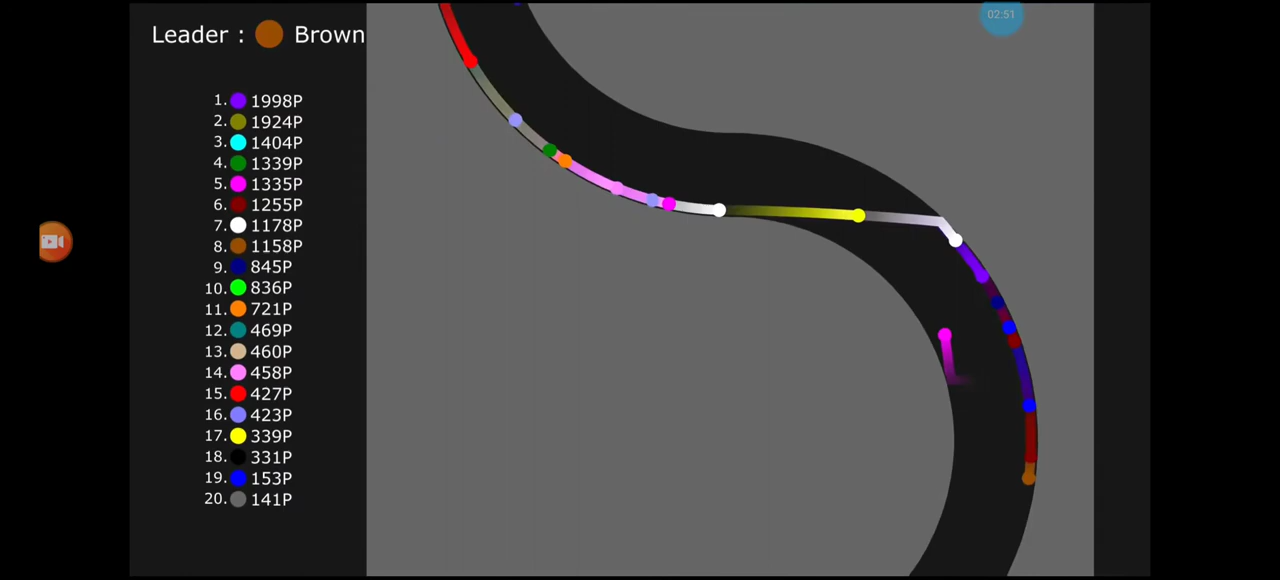 02:51
Leader : Brown
1. 1998P
2. 1924P
3. 1404P
4. 1339P
5. 1335P
6. 1255P
7. 1178P
8. 1158P
9. 845P
10. 836P
11. 721P
12. 469P
13. 460P
14. 458P
15. 427P
16. 423P
17. 339P
18. 331P
19. 153P
20. 141P